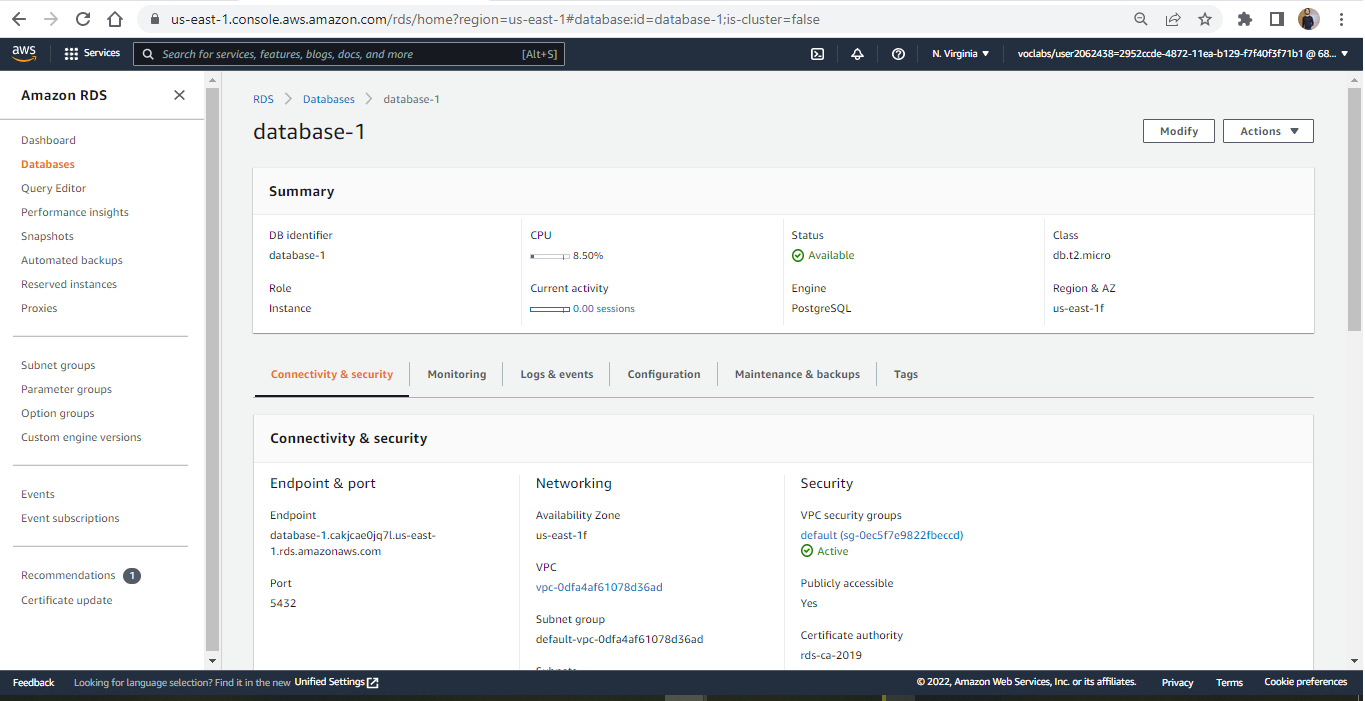 us-east-1.console.aws.amazon.com/rds/home?region=us-east-1#database:id=database-1;is-cluster=false
aws
Services
Search for services, features, blogs, docs, and more
[Alt+S]
N. Virginia
voclabs/user2062438=2952ccde-4872-11ea-b129-f7f40f3f71b1 @ 68...
Amazon RDS
Dashboard
Databases
Query Editor
Performance insights
Snapshots
Automated backups
Reserved instances
Proxies
Subnet groups
Parameter groups
Option groups
Custom engine versions
Events
Event subscriptions
Recommendations 1
Certificate update
RDS
Databases
database-1
database-1
Modify
Actions
Summary
DB identifier
database-1
CPU
8.50%
Status
Available
Class
db.t2.micro
Role
Instance
Current activity
0.00 sessions
Engine
PostgreSQL
Region & AZ
us-east-1f
Connectivity & security
Monitoring
Logs & events
Configuration
Maintenance & backups
Tags
Connectivity & security
Endpoint & port
Endpoint
database-1.cakjcae0jq7l.us-east-
1.rds.amazonaws.com
Port
5432
Networking
Availability Zone
us-east-1f
VPC
vpc-0dfa4af61078d36ad
Subnet group
default-vpc-0dfa4af61078d36ad
Security
VPC security groups
default (sg-0ec5f7e9822fbeccd)
Active
Publicly accessible
Yes
Certificate authority
rds-ca-2019
Feedback
Looking for language selection? Find it in the new Unified Settings
© 2022, Amazon Web Services, Inc. or its affiliates.
Privacy
Terms
Cookie preferences